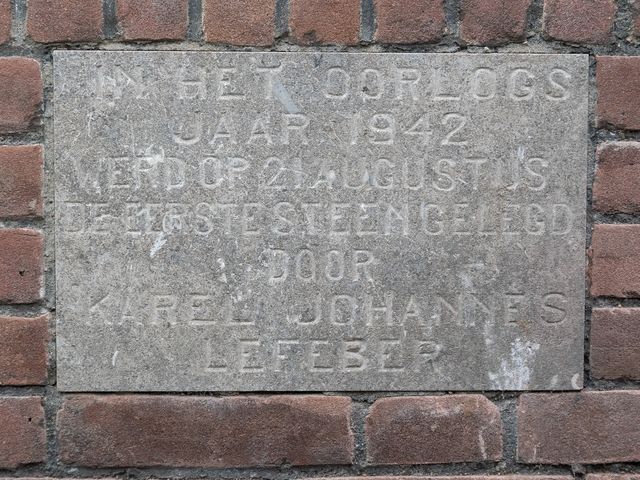 IN HET OORLOGS
JAAR 1942
WERD OP 21 AUGUSTUS
DE EERSTE STEEN GELEGD
DOOR
KAREL JOHANNES
LEFEBER